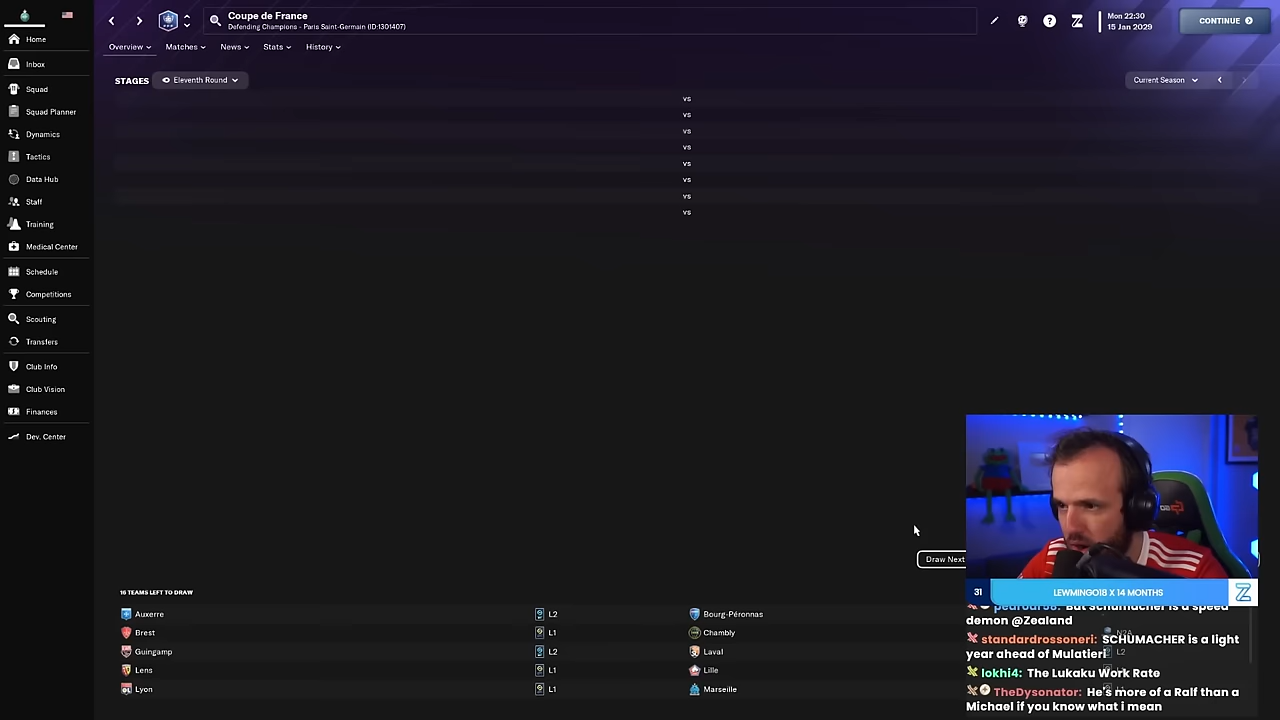 Coupe de France
Defending Champions - Paris Saint-Germain (ID:1301407)
Mon 22:30
15 Jan 2029
CONTINUE
Overview
Matches
News
Stats
History
STAGES
Eleventh Round
Current Season
Home
Inbox
Squad
Squad Planner
Dynamics
Tactics
Data Hub
Staff
Training
Medical Center
Schedule
Competitions
Scouting
Transfers
Club Info
Club Vision
Finances
Dev. Center
vs
vs
vs
vs
vs
vs
vs
vs
Draw Next
16 TEAMS LEFT TO DRAW
Auxerre L2 Bourg-Péronnas
Brest L1 Chambly
Guingamp L2 Laval L2
Lens L1 Lille
Lyon L1 Marseille
31 LEWMINGO18 X 14 MONTHS
But Schumacher is a speed
demon @Zealand
standardrossoneri: SCHUMACHER is a light
year ahead of Mulatieri
lokhi4: The Lukaku Work Rate
TheDysonator: He's more of a Ralf than a
Michael if you know what i mean